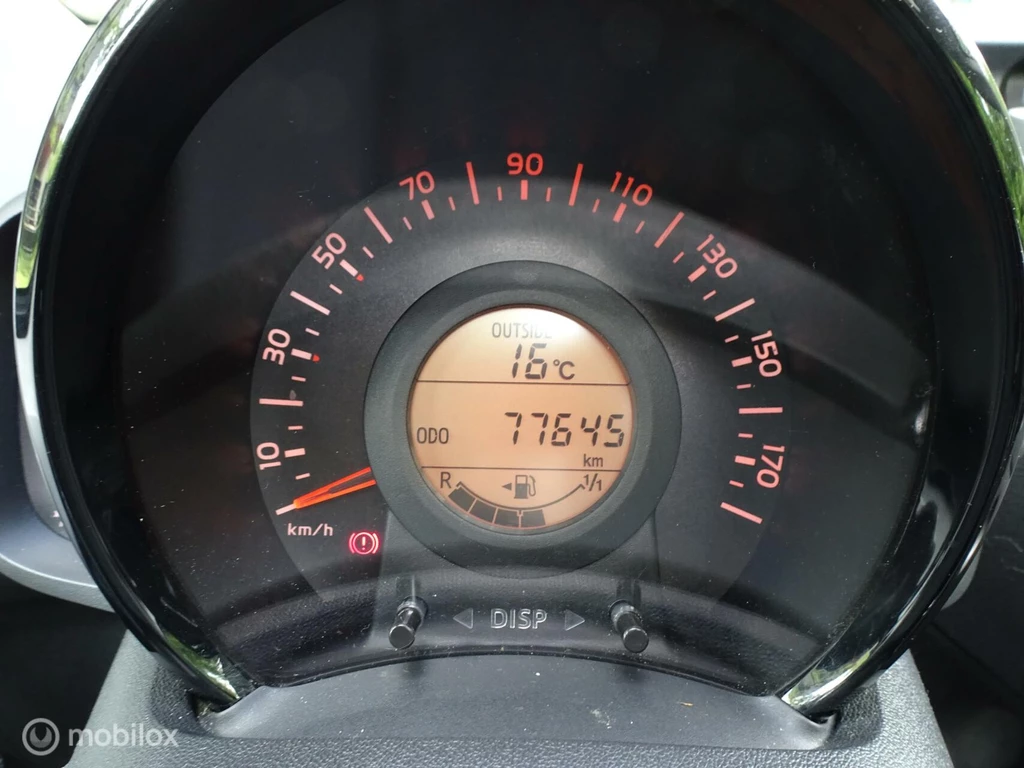 90
70
110
50
130
30
150
10
170
km/h
OUTSIDE
16°C
ODO 77645
km
R 1/1
DISP
mobilox